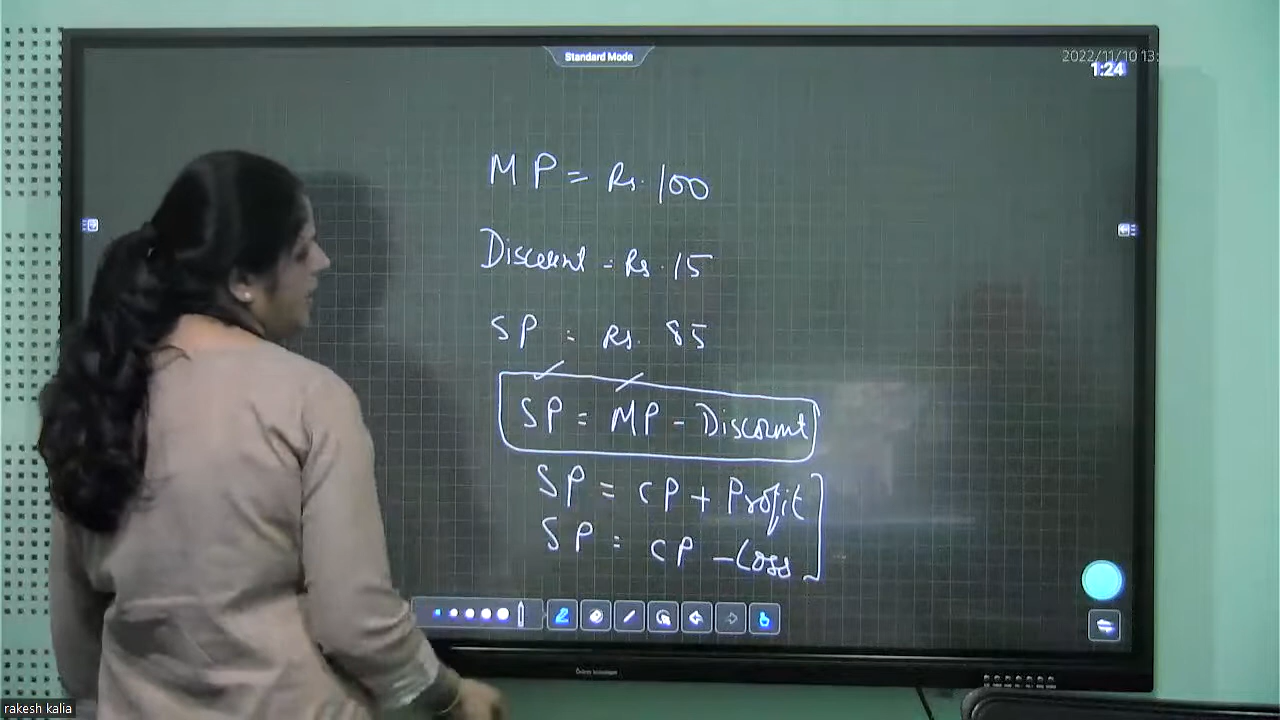 Standard Mode
2022/11/10 13:
1:24
MP = Rs. 100
Discount = Rs. 15
SP = Rs. 85
SP = MP - Discount
SP = CP + Profit
SP = CP - Loss
rakesh kalia